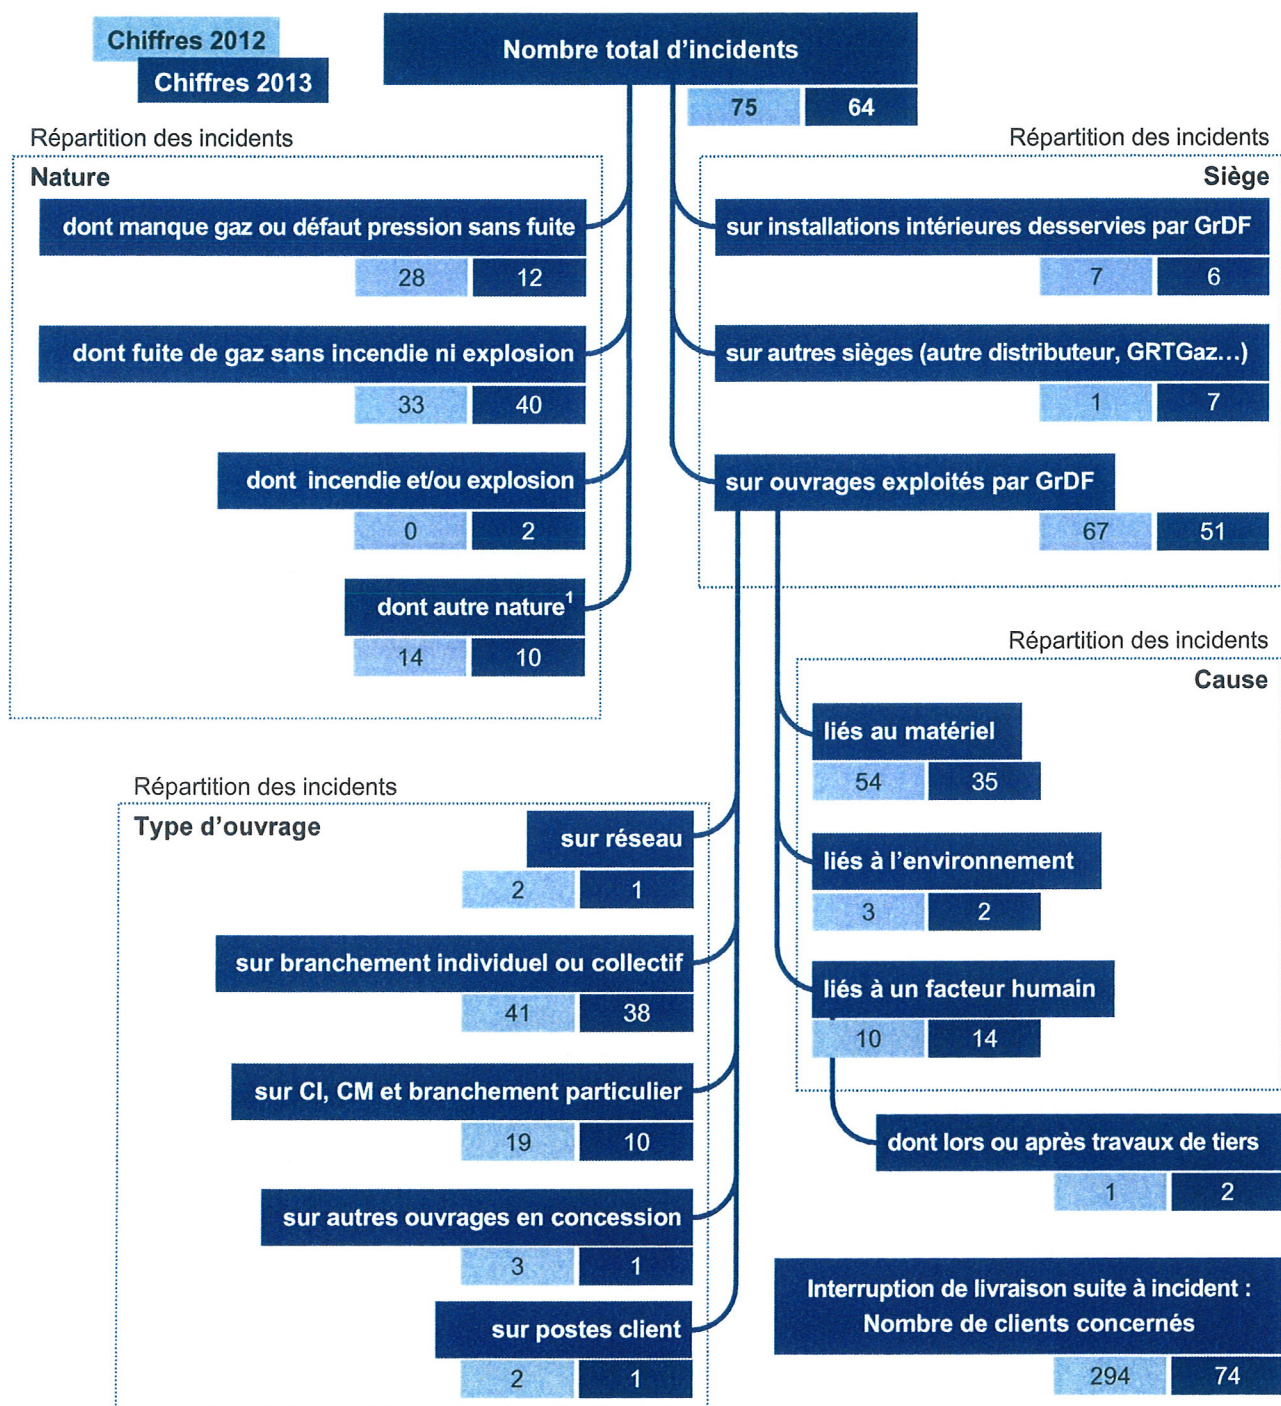 Chiffres 2012
Chiffres 2013
Nombre total d'incidents
75 64
Répartition des incidents
Nature
dont manque gaz ou défaut pression sans fuite
28 12
dont fuite de gaz sans incendie ni explosion
33 40
dont incendie et/ou explosion
0 2
dont autre nature¹
14 10
Répartition des incidents
Siège
sur installations intérieures desservies par GrDF
7 6
sur autres sièges (autre distributeur, GRTGaz…)
1 7
sur ouvrages exploités par GrDF
67 51
Répartition des incidents
Cause
liés au matériel
54 35
liés à l'environnement
3 2
liés à un facteur humain
10 14
dont lors ou après travaux de tiers
1 2
Répartition des incidents
Type d'ouvrage
sur réseau
2 1
sur branchement individuel ou collectif
41 38
sur CI, CM et branchement particulier
19 10
sur autres ouvrages en concession
3 1
sur postes client
2 1
Interruption de livraison suite à incident :
Nombre de clients concernés
294 74